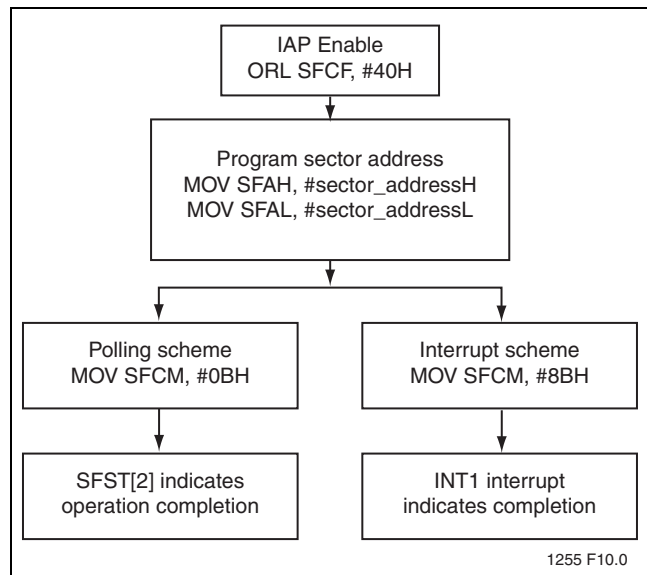 IAP Enable
ORL SFCF, #40H
Program sector address
MOV SFAH, #sector_addressH
MOV SFAL, #sector_addressL
Polling scheme
MOV SFCM, #0BH
Interrupt scheme
MOV SFCM, #8BH
SFST[2] indicates
operation completion
INT1 interrupt
indicates completion
1255 F10.0